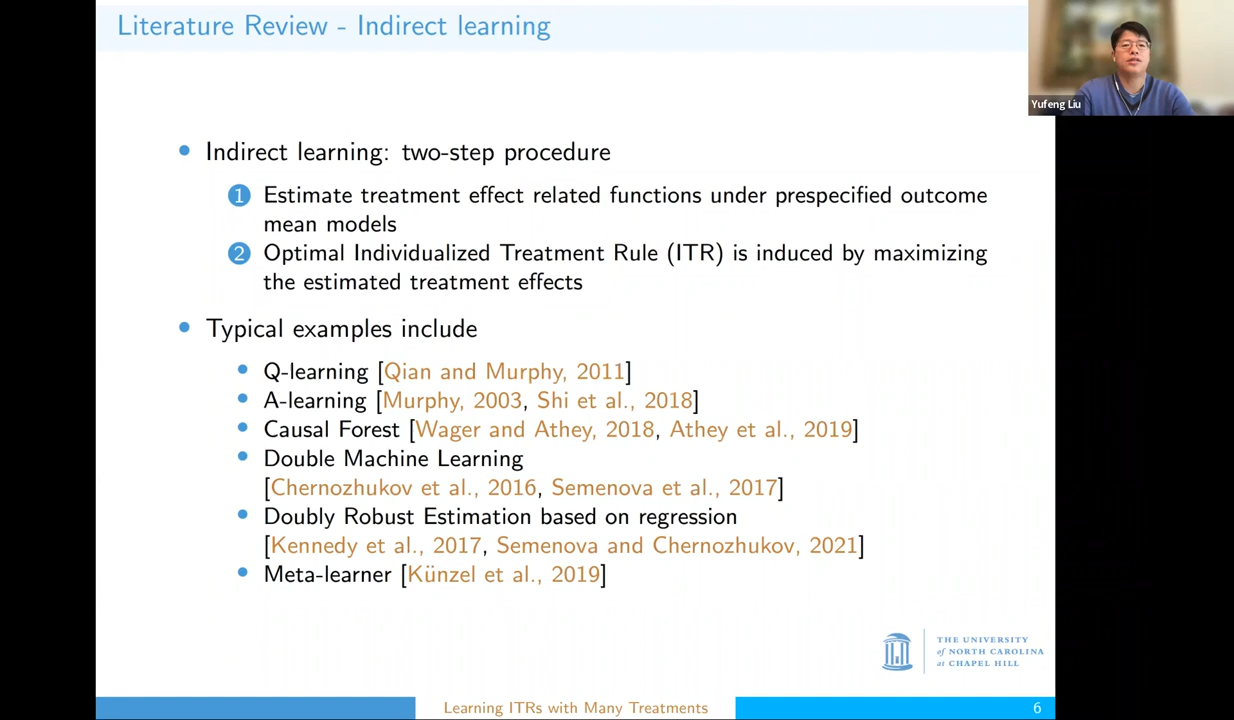 Literature Review - Indirect learning
Yufeng Liu
• Indirect learning: two-step procedure
1 Estimate treatment effect related functions under prespecified outcome
mean models
2 Optimal Individualized Treatment Rule (ITR) is induced by maximizing
the estimated treatment effects
• Typical examples include
• Q-learning [Qian and Murphy, 2011]
• A-learning [Murphy, 2003, Shi et al., 2018]
• Causal Forest [Wager and Athey, 2018, Athey et al., 2019]
• Double Machine Learning
[Chernozhukov et al., 2016, Semenova et al., 2017]
• Doubly Robust Estimation based on regression
[Kennedy et al., 2017, Semenova and Chernozhukov, 2021]
• Meta-learner [Künzel et al., 2019]
THE UNIVERSITY
of NORTH CAROLINA
at CHAPEL HILL
Learning ITRs with Many Treatments
6